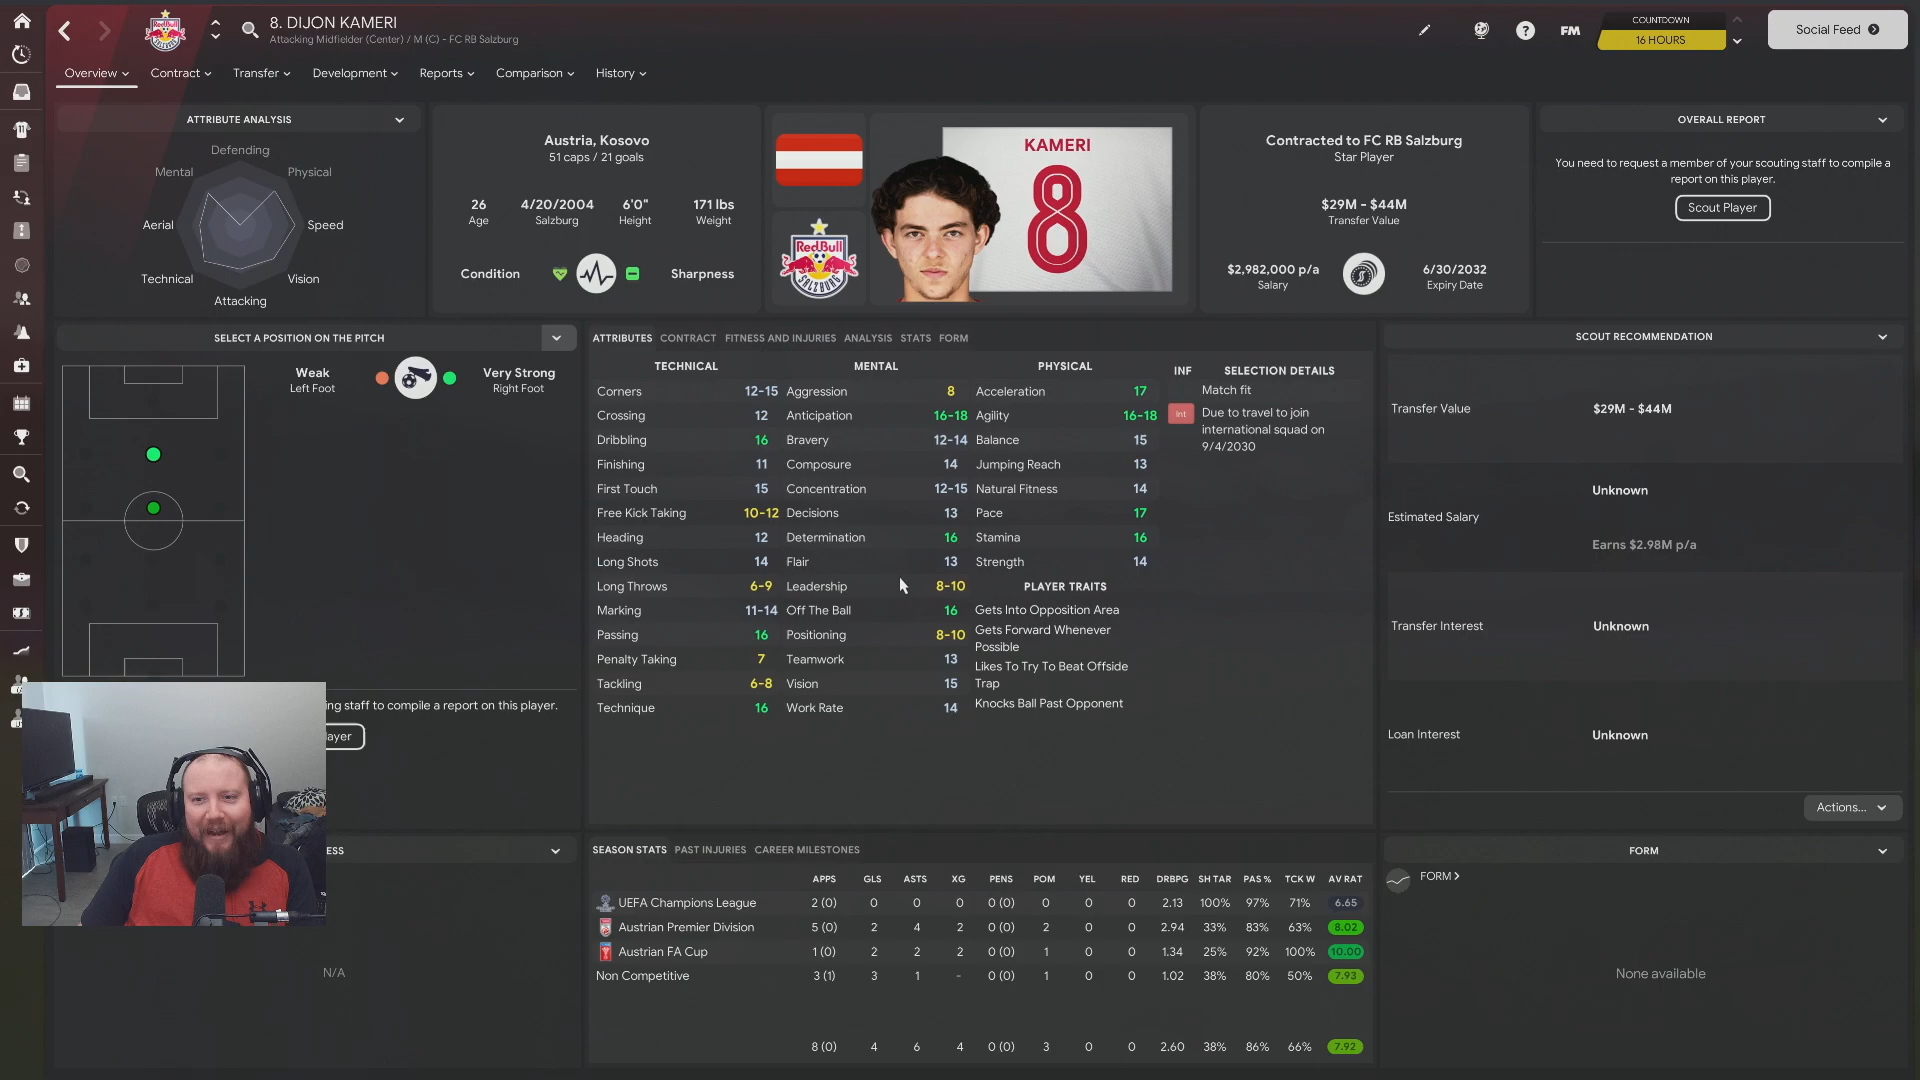 8. DIJON KAMERI
Attacking Midfielder (Center) / M (C) - FC RB Salzburg
FM
COUNTDOWN
16 HOURS
Social Feed
Overview
Contract
Transfer
Development
Reports
Comparison
History
ATTRIBUTE ANALYSIS
Defending
Mental
Physical
Aerial
Speed
Technical
Vision
Attacking
Austria, Kosovo
51 caps / 21 goals
26 4/20/2004 6'0" 171 lbs
Age Salzburg Height Weight
Condition
Sharpness
RedBull
SALZBURG
KAMERI
8
Contracted to FC RB Salzburg
Star Player
$29M - $44M
Transfer Value
$2,982,000 p/a 6/30/2032
Salary Expiry Date
OVERALL REPORT
You need to request a member of your scouting staff to compile a
report on this player.
Scout Player
SELECT A POSITION ON THE PITCH
Weak
Left Foot
Very Strong
Right Foot
ing staff to compile a report on this player.
layer
ESS
N/A
ATTRIBUTES CONTRACT FITNESS AND INJURIES ANALYSIS STATS FORM
TECHNICAL MENTAL PHYSICAL
Corners 12-15 Aggression 8 Acceleration 17
Crossing 12 Anticipation 16-18 Agility 16-18
Dribbling 16 Bravery 12-14 Balance 15
Finishing 11 Composure 14 Jumping Reach 13
First Touch 15 Concentration 12-15 Natural Fitness 14
Free Kick Taking 10-12 Decisions 13 Pace 17
Heading 12 Determination 16 Stamina 16
Long Shots 14 Flair 13 Strength 14
Long Throws 6-9 Leadership 8-10 PLAYER TRAITS
Marking 11-14 Off The Ball 16 Gets Into Opposition Area
Passing 16 Positioning 8-10 Gets Forward Whenever
Possible
Penalty Taking 7 Teamwork 13 Likes To Try To Beat Offside
Trap
Tackling 6-8 Vision 15
Technique 16 Work Rate 14 Knocks Ball Past Opponent
INF SELECTION DETAILS
Match fit
Int Due to travel to join
international squad on
9/4/2030
SCOUT RECOMMENDATION
Transfer Value $29M - $44M
Unknown
Estimated Salary
Earns $2.98M p/a
Transfer Interest Unknown
Loan Interest Unknown
Actions...
SEASON STATS PAST INJURIES CAREER MILESTONES
APPS GLS ASTS XG PENS POM YEL RED DRBPG SH TAR PAS % TCK W AV RAT
UEFA Champions League 2 (0) 0 0 0 0 (0) 0 0 0 2.13 100% 97% 71% 6.65
Austrian Premier Division 5 (0) 2 4 2 0 (0) 2 0 0 2.94 33% 83% 63% 8.02
Austrian FA Cup 1 (0) 2 2 2 0 (0) 1 0 0 1.34 25% 92% 100% 10.00
Non Competitive 3 (1) 3 1 - 0 (0) 1 0 0 1.02 38% 80% 50% 7.93
8 (0) 4 6 4 0 (0) 3 0 0 2.60 38% 86% 66% 7.92
FORM
FORM
None available